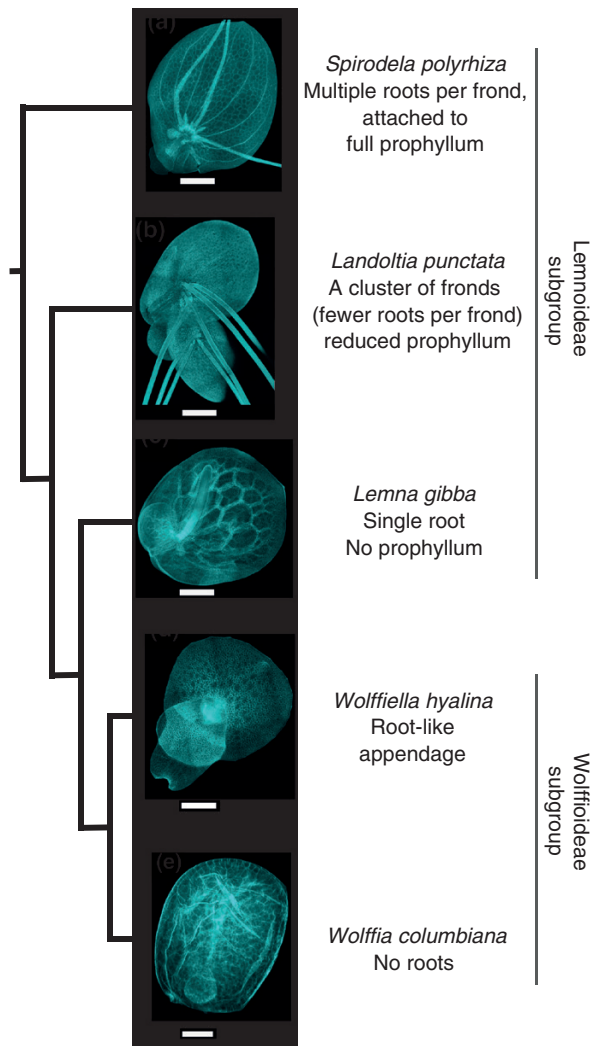 (a)
Spirodela polyrhiza
Multiple roots per frond,
attached to
full prophyllum
(b)
Landoltia punctata
A cluster of fronds
(fewer roots per frond)
reduced prophyllum
Lemnoideae
subgroup
(c)
Lemna gibba
Single root
No prophyllum
(d)
Wolffiella hyalina
Root-like
appendage
(e)
Wolffia columbiana
No roots
Wolffioideae
subgroup